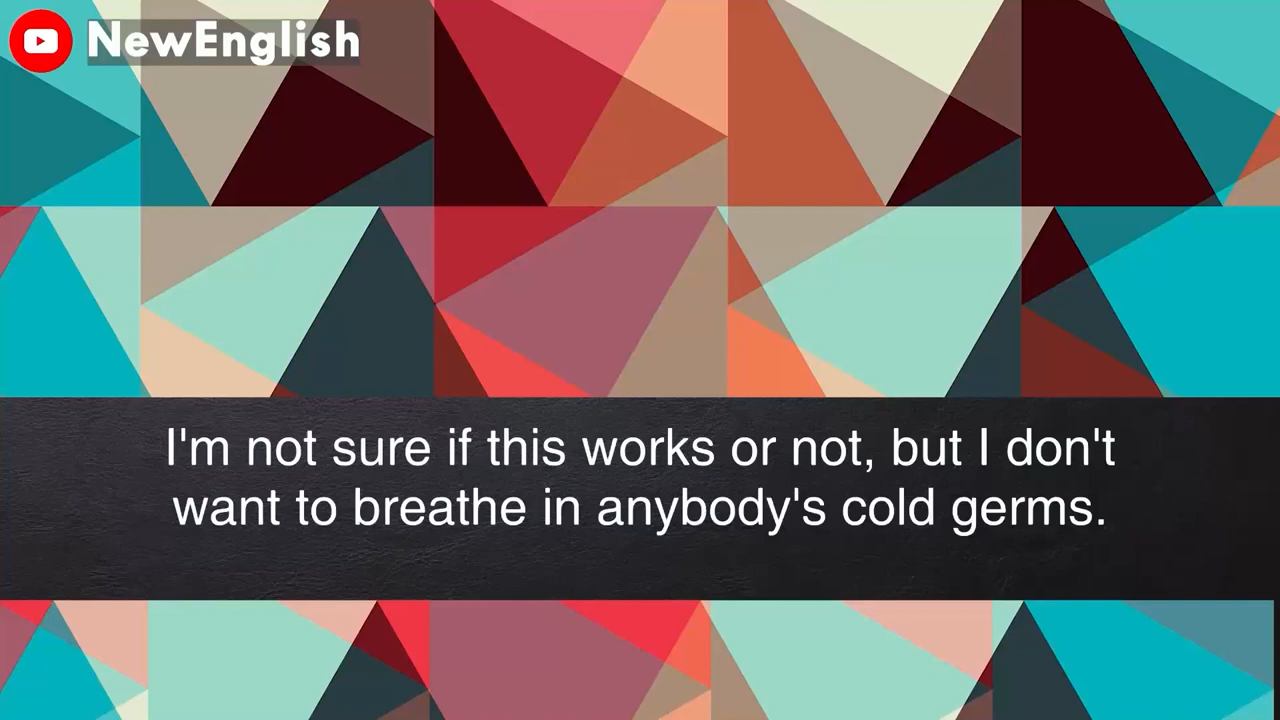 NewEnglish
I'm not sure if this works or not, but I don't
want to breathe in anybody's cold germs.